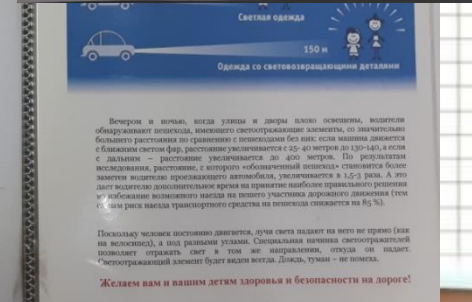 Светлая одежда
150 м
Одежда со световозвращающими деталями
Вечером и ночью, когда улицы и дворы плохо освещены, водители
обнаруживают пешехода, имеющего светоотражающие элементы, со значительно
большего расстояния по сравнению с пешеходами без них: если машина движется
с ближним светом фар, расстояние увеличивается с 25- 40 метров до 130-140, а если
с дальним – расстояние увеличивается до 400 метров. По результатам
исследования, расстояние, с которого «обозначенный пешеход» становится более
заметен водителю проезжающего автомобиля, увеличивается в 1,5-3 раза. А это
дает водителю дополнительное время на принятие наиболее правильного решения
во избежание возможного наезда на пешего участника дорожного движения (тем
самым риск наезда транспортного средства на пешехода снижается на 85 %).
Поскольку человек постоянно двигается, лучи света падают на него не прямо (как
на велосипед), а под разными углами. Специальная начинка светоотражателей
позволяет отражать свет в том же направлении, откуда он падает.
Светоотражающий элемент будет виден всегда. Дождь, туман – не помеха.
Желаем вам и вашим детям здоровья и безопасности на дороге!